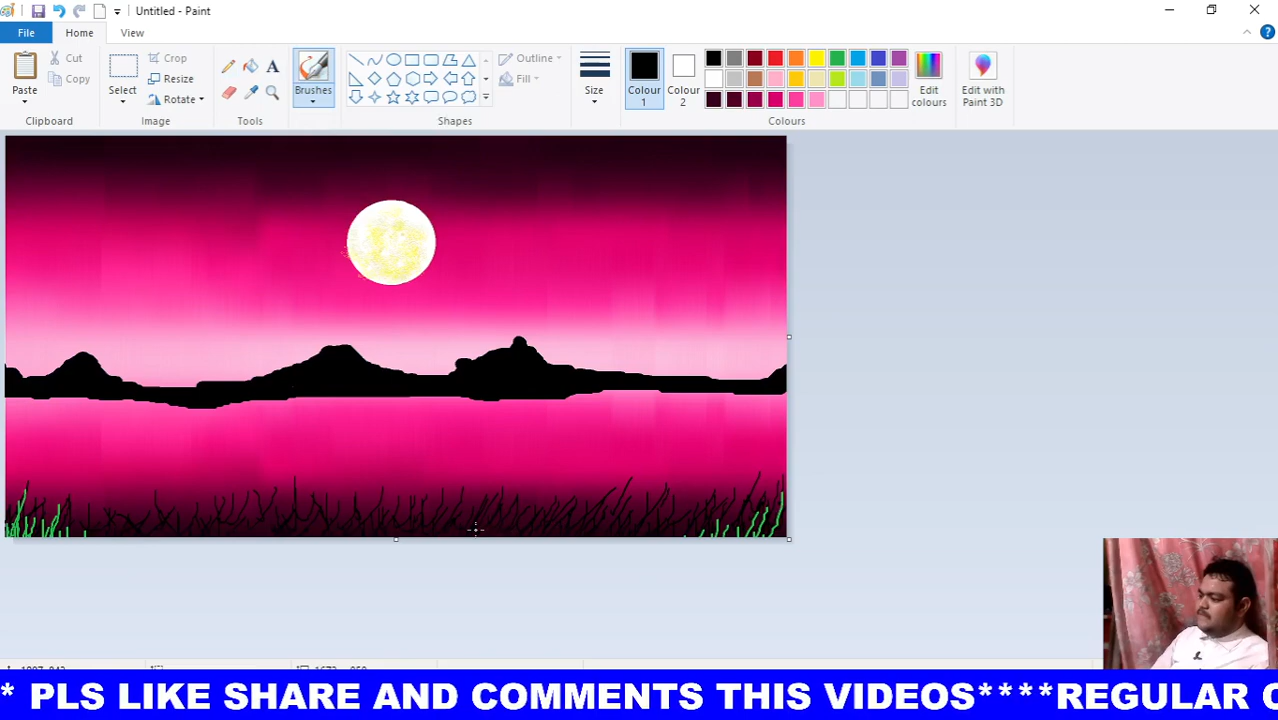 Untitled - Paint
File Home View
Paste
Cut
Copy
Clipboard
Select
Crop
Resize
Rotate
Image
A
Tools
Brushes
Shapes
Outline
Fill
Size
Colour 1
Colour 2
Edit colours
Colours
Edit with Paint 3D
* PLS LIKE SHARE AND COMMENTS THIS VIDEOS****REGULAR